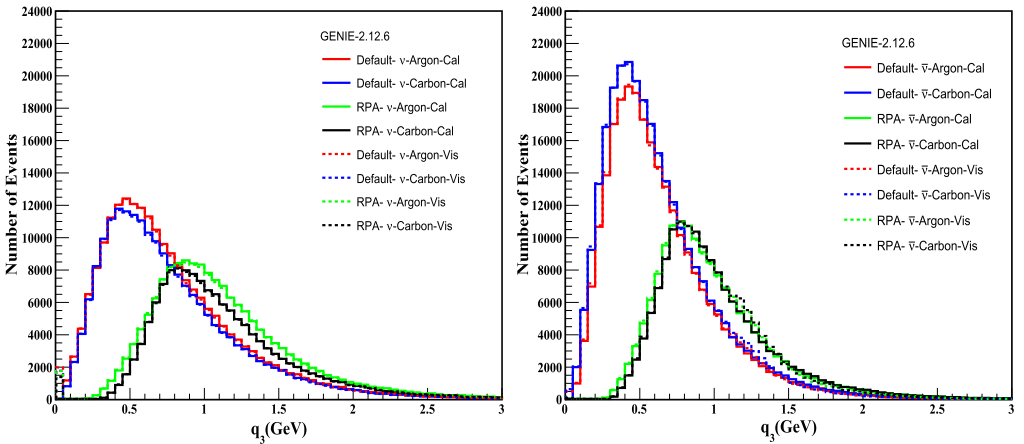 24000
22000
20000
18000
16000
14000
12000
10000
8000
6000
4000
2000
0
Number of Events
GENIE-2.12.6
Default- ν-Argon-Cal
Default- ν-Carbon-Cal
RPA- ν-Argon-Cal
RPA- ν-Carbon-Cal
Default- ν-Argon-Vis
Default- ν-Carbon-Vis
RPA- ν-Argon-Vis
RPA- ν-Carbon-Vis
0 0.5 1 1.5 2 2.5 3
q₃(GeV)
24000
22000
20000
18000
16000
14000
12000
10000
8000
6000
4000
2000
0
Number of Events
GENIE-2.12.6
Default- ν̅-Argon-Cal
Default- ν̅-Carbon-Cal
RPA- ν̅-Argon-Cal
RPA- ν̅-Carbon-Cal
Default- ν̅-Argon-Vis
Default- ν̅-Carbon-Vis
RPA- ν̅-Argon-Vis
RPA- ν̅-Carbon-Vis
0 0.5 1 1.5 2 2.5 3
q₃(GeV)